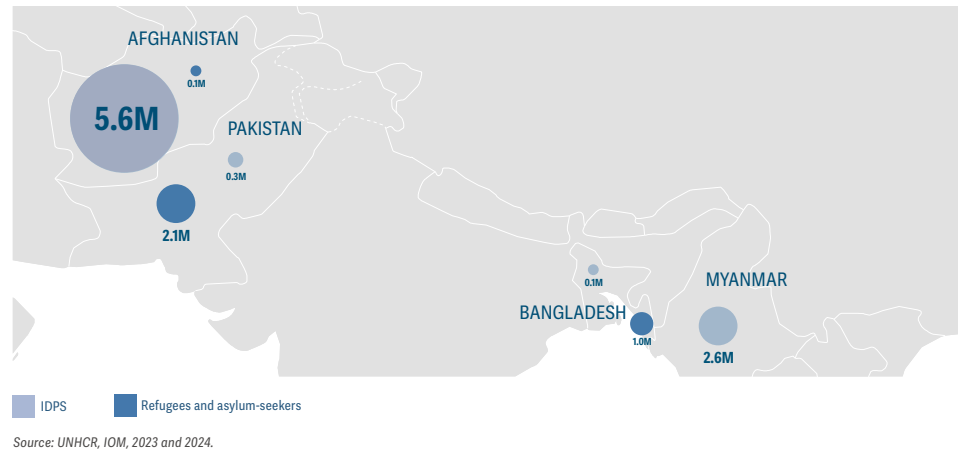 AFGHANISTAN
0.1M
5.6M
PAKISTAN
0.3M
2.1M
0.1M
MYANMAR
BANGLADESH
1.0M
2.6M
IDPS
Refugees and asylum-seekers
Source: UNHCR, IOM, 2023 and 2024.